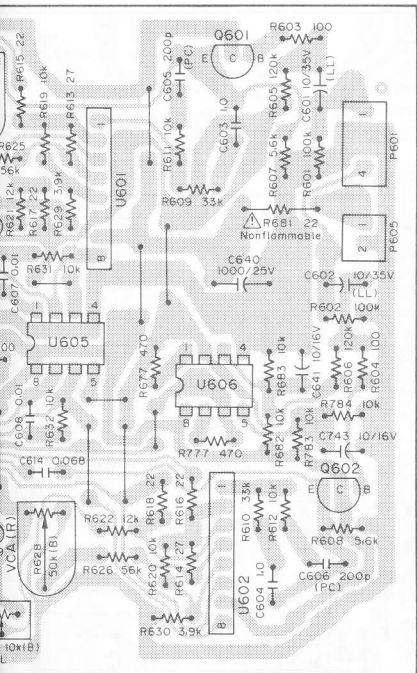 R603 100
Q601
E C B
R615 22
R619 10k
R613 27
C605 200p
(PC)
R605 120k
C601 10/35V
(LL)
R611 10k
C603 1.0
R607 5.6k
R601 100k
1
4
P601
R625
56k
1
U601
8
R621 12k
R617 22
R629 3.9k
R609 33k
R681 22
Nonflammable
2 1
P605
R631 10k
C607 0.01
C640
1000/25V
C602 10/35V
(LL)
R602 100k
1 4
U605
8 5
R677 470
1 4
U606
8 5
R683 10k
C641 10/16V
R606 120k
R604 100
C608 0.01
R632 10k
R784 10k
R682 10k
R783 10k
C743 10/16V
R777 470
C614 0.068
Q602
E C B
VCA (R)
R628
50k(B)
R622 12k
R618 22
R616 22
R610 33k
R612 10k
R626 56k
R620 10k
R614 27
1
U602
8
C604 1.0
R608 5.6k
C606 200p
(PC)
R630 3.9k
10k(B)